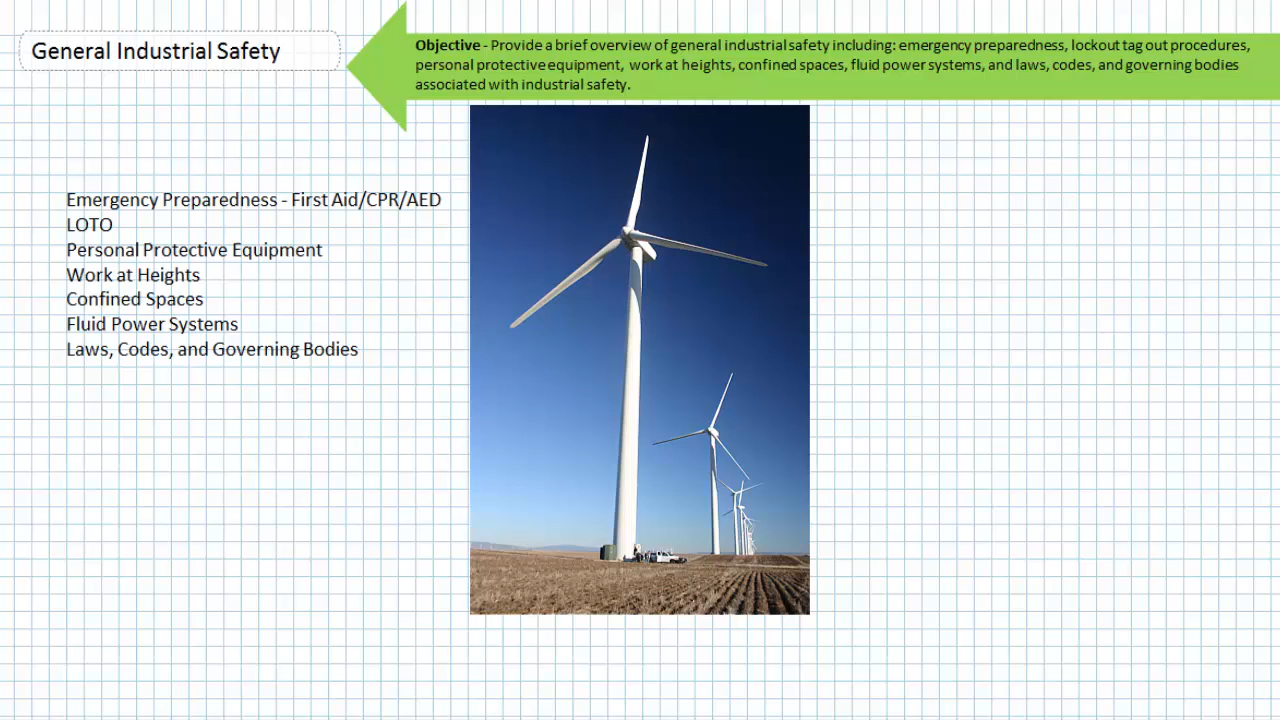 General Industrial Safety
Objective - Provide a brief overview of general industrial safety including: emergency preparedness, lockout tag out procedures,
personal protective equipment, work at heights, confined spaces, fluid power systems, and laws, codes, and governing bodies
associated with industrial safety.
Emergency Preparedness - First Aid/CPR/AED
LOTO
Personal Protective Equipment
Work at Heights
Confined Spaces
Fluid Power Systems
Laws, Codes, and Governing Bodies